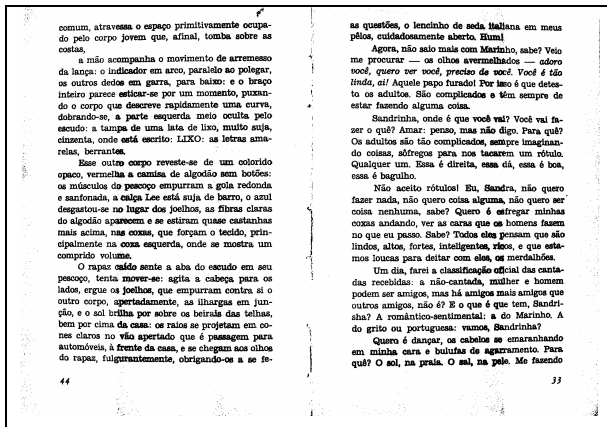 comum, atravessa o espaço primitivamente ocupa-
do pelo corpo jovem que, afinal, tomba sobre as
costas,
a mão acompanha o movimento de arremesso
da lança: o indicador em arco, paralelo ao polegar,
os outros dedos em garra, para baixo: e o braço
inteiro parece esticar-se por um momento, puxan-
do o corpo que descreve rapidamente uma curva,
dobrando-se, a parte esquerda meio oculta pelo
escudo: a tampa de uma lata de lixo, muito suja,
cinzenta, onde está escrito: LIXO: as letras ama-
relas, berrantes.
Esse outro corpo reveste-se de um colorido
opaco, vermelha a camisa de algodão sem botões:
os músculos do pescoço empurram a gola redonda
e sanfonada, a calça Lee está suja de barro, o azul
desgastou-se no lugar dos joelhos, as fibras claras
do algodão aparecem e se estiram quase castanhas
mais acima, nas coxas, que forçam o tecido, prin-
cipalmente na coxa esquerda, onde se mostra um
comprido volume.
O rapaz caído sente a aba do escudo em seu
pescoço, tenta mover-se: agita a cabeça para os
lados, ergue os joelhos, que empurram contra si o
outro corpo, apertadamente, as ilhargas em jun-
ção, e o sol brilha por sobre os beirais das telhas,
bem por cima da casa: os raios se projetam em co-
nes claros no vão apertado que é passagem para
automóveis, à frente da casa, e se chegam aos olhos
do rapaz, fulgurantemente, obrigando-os a se fe-
44
as questões, o lencinho de seda italiana em meus
pêlos, cuidadosamente aberto. Hum!
Agora, não saio mais com Marinho, sabe? Veio
me procurar — os olhos avermelhados — adoro
você, quero ver você, preciso de você. Você é tão
linda, ai! Aquele papo furado! Por isso é que detes-
to os adultos. São complicados e têm sempre de
estar fazendo alguma coisa.
Sandrinha, onde é que você vai? Você vai fa-
zer o quê? Amar: penso, mas não digo. Para quê?
Os adultos são tão complicados, sempre imaginan-
do coisas, sôfregos para nos tacarem um rótulo.
Qualquer um. Essa é direita, essa dá, essa é boa,
essa é bagulho.
Não aceito rótulos! Eu, Sandra, não quero
fazer nada, não quero coisa alguma, não quero ser
coisa nenhuma, sabe? Quero é esfregar minhas
coxas andando, ver as caras que os homens fazem
no que eu passo. Sabe? Todos eles pensam que são
lindos, altos, fortes, inteligentes, ricos, e que esta-
mos loucas para deitar com eles, os merdalhões.
Um dia, farei a classificação oficial das canta-
das recebidas: a não-cantada, mulher e homem
podem ser amigos, mas há amigos mais amigos que
outros amigos, não é? E o que é que tem, Sandri-
nha? A romântico-sentimental: a do Marinho. A
do grito ou portuguesa: vamos, Sandrinha?
Quero é dançar, os cabelos se emaranhando
em minha cara e bulufas de agarramento. Para
quê? O sol, na praia. O sal, na pele. Me fazendo
33